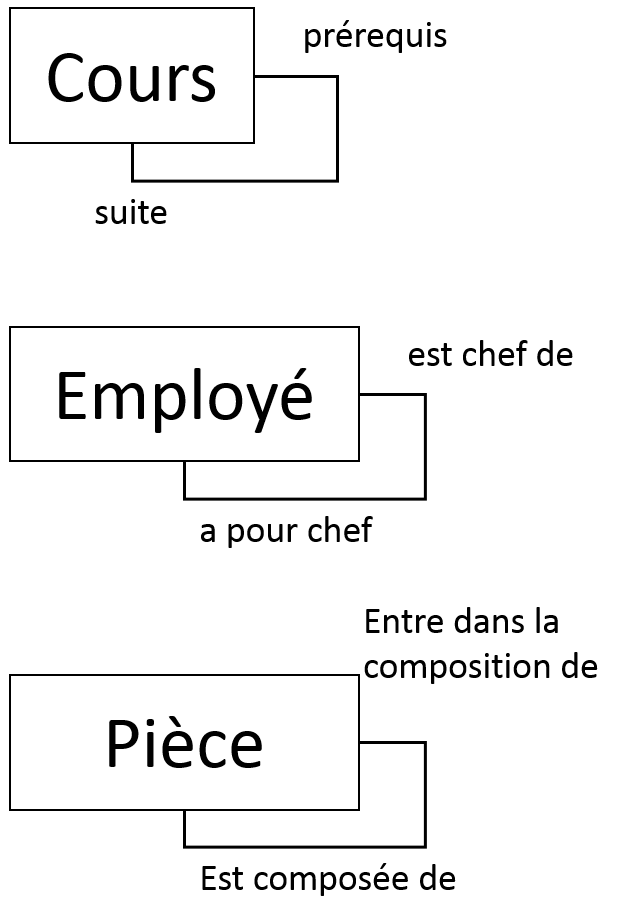 prérequis
Cours
suite
est chef de
Employé
a pour chef
Entre dans la
composition de
Pièce
Est composée de